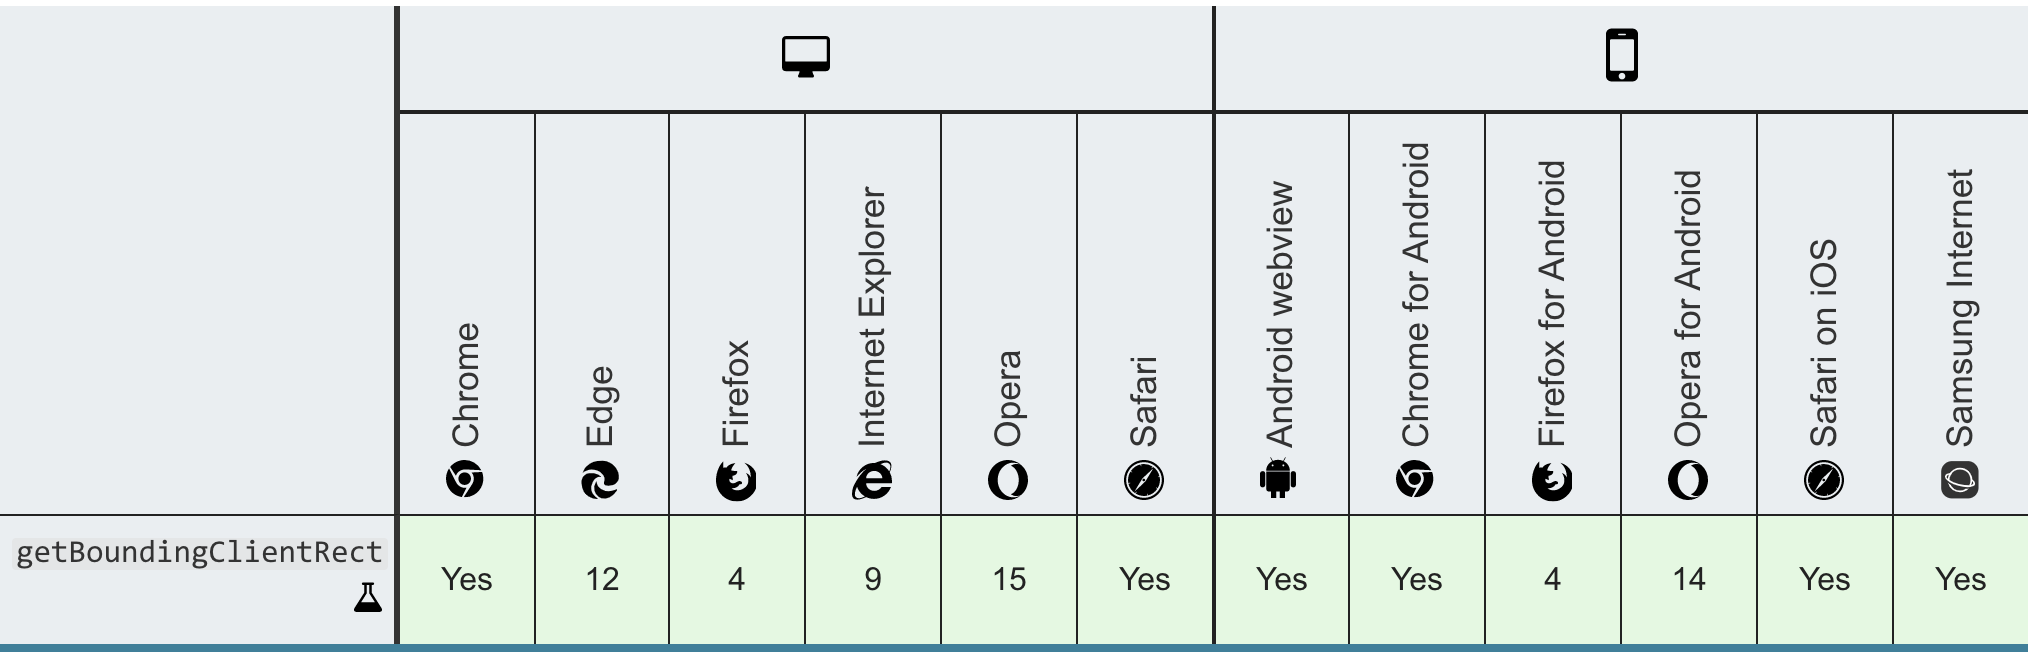 Chrome
Edge
Firefox
Internet Explorer
Opera
Safari
Android webview
Chrome for Android
Firefox for Android
Opera for Android
Safari on iOS
Samsung Internet
getBoundingClientRect
Yes
12
4
9
15
Yes
Yes
Yes
4
14
Yes
Yes